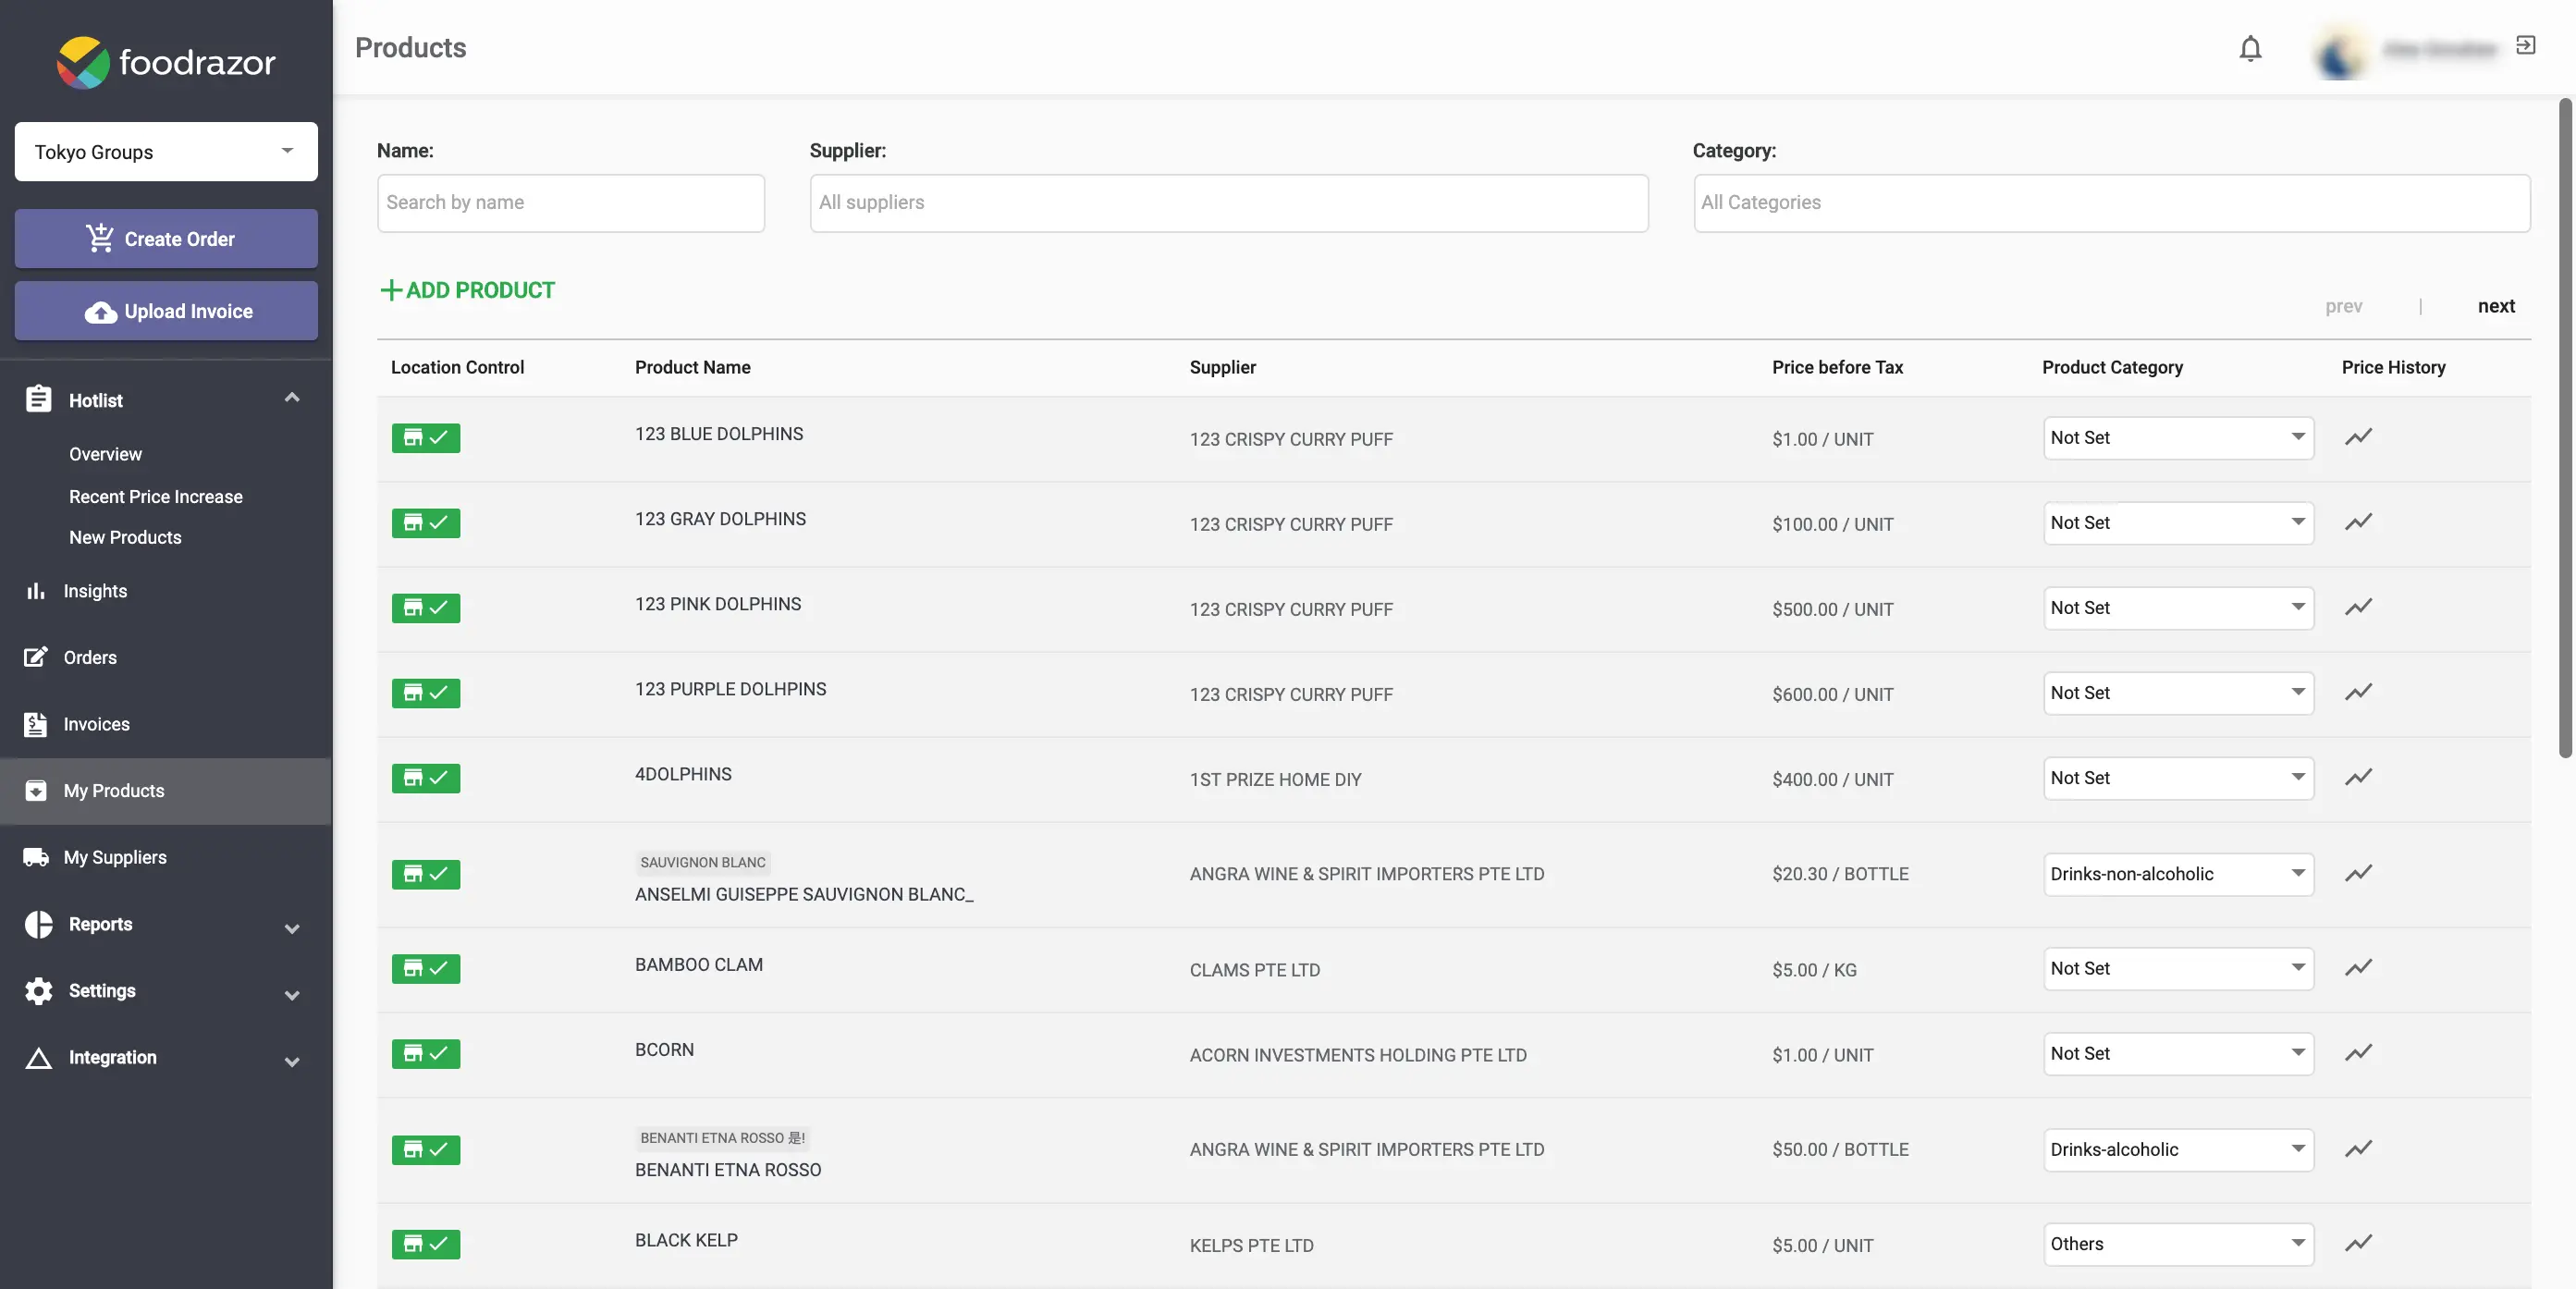 foodrazor
Products
Tokyo Groups
Create Order
Upload Invoice
Hotlist
Overview
Recent Price Increase
New Products
Insights
Orders
Invoices
My Products
My Suppliers
Reports
Settings
Integration
Name: Supplier: Category:
Search by name All suppliers All Categories
ADD PRODUCT
prev | next
Location Control Product Name Supplier Price before Tax Product Category Price History
123 BLUE DOLPHINS 123 CRISPY CURRY PUFF $1.00 / UNIT Not Set
123 GRAY DOLPHINS 123 CRISPY CURRY PUFF $100.00 / UNIT Not Set
123 PINK DOLPHINS 123 CRISPY CURRY PUFF $500.00 / UNIT Not Set
123 PURPLE DOLHPINS 123 CRISPY CURRY PUFF $600.00 / UNIT Not Set
4DOLPHINS 1ST PRIZE HOME DIY $400.00 / UNIT Not Set
SAUVIGNON BLANC
ANSELMI GUISEPPE SAUVIGNON BLANC_ ANGRA WINE & SPIRIT IMPORTERS PTE LTD $20.30 / BOTTLE Drinks-non-alcoholic
BAMBOO CLAM CLAMS PTE LTD $5.00 / KG Not Set
BCORN ACORN INVESTMENTS HOLDING PTE LTD $1.00 / UNIT Not Set
BENANTI ETNA ROSSO 是!
BENANTI ETNA ROSSO ANGRA WINE & SPIRIT IMPORTERS PTE LTD $50.00 / BOTTLE Drinks-alcoholic
BLACK KELP KELPS PTE LTD $5.00 / UNIT Others